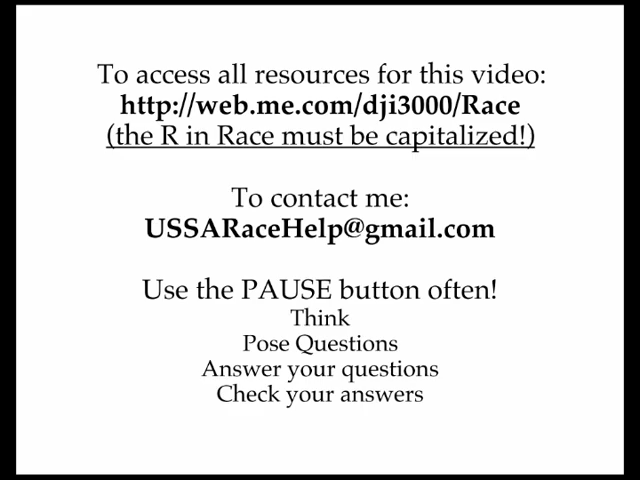 To access all resources for this video:
http://web.me.com/dji3000/Race
(the R in Race must be capitalized!)
To contact me:
USSARaceHelp@gmail.com
Use the PAUSE button often!
Think
Pose Questions
Answer your questions
Check your answers